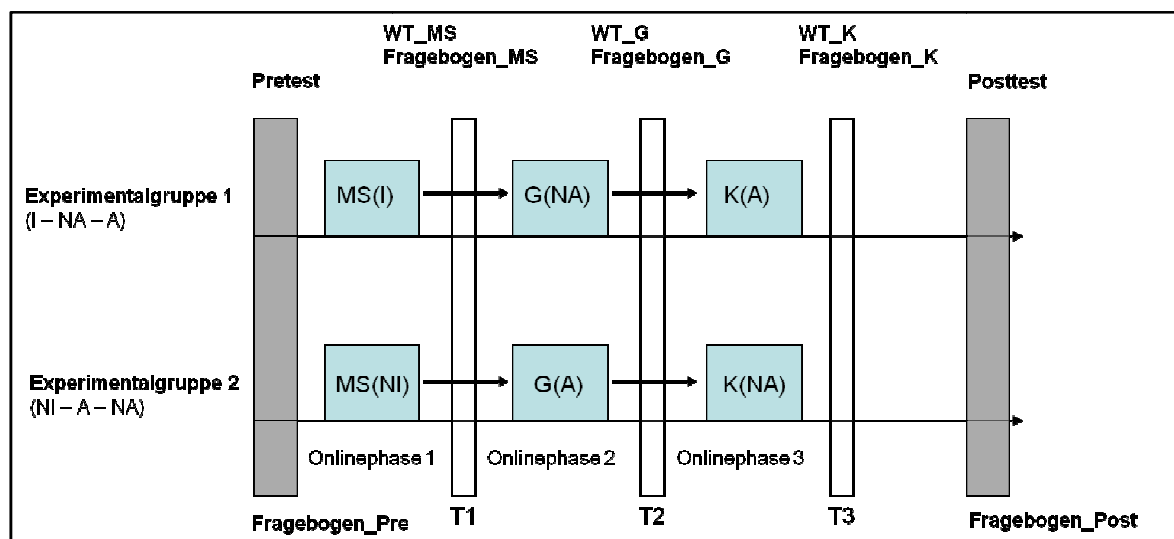 WT_MS
Fragebogen_MS
WT_G
Fragebogen_G
WT_K
Fragebogen_K
Pretest
Posttest
Experimentalgruppe 1
(I – NA – A)
MS(I)
G(NA)
K(A)
Experimentalgruppe 2
(NI – A – NA)
MS(NI)
G(A)
K(NA)
Onlinephase 1
Onlinephase 2
Onlinephase 3
Fragebogen_Pre
T1
T2
T3
Fragebogen_Post